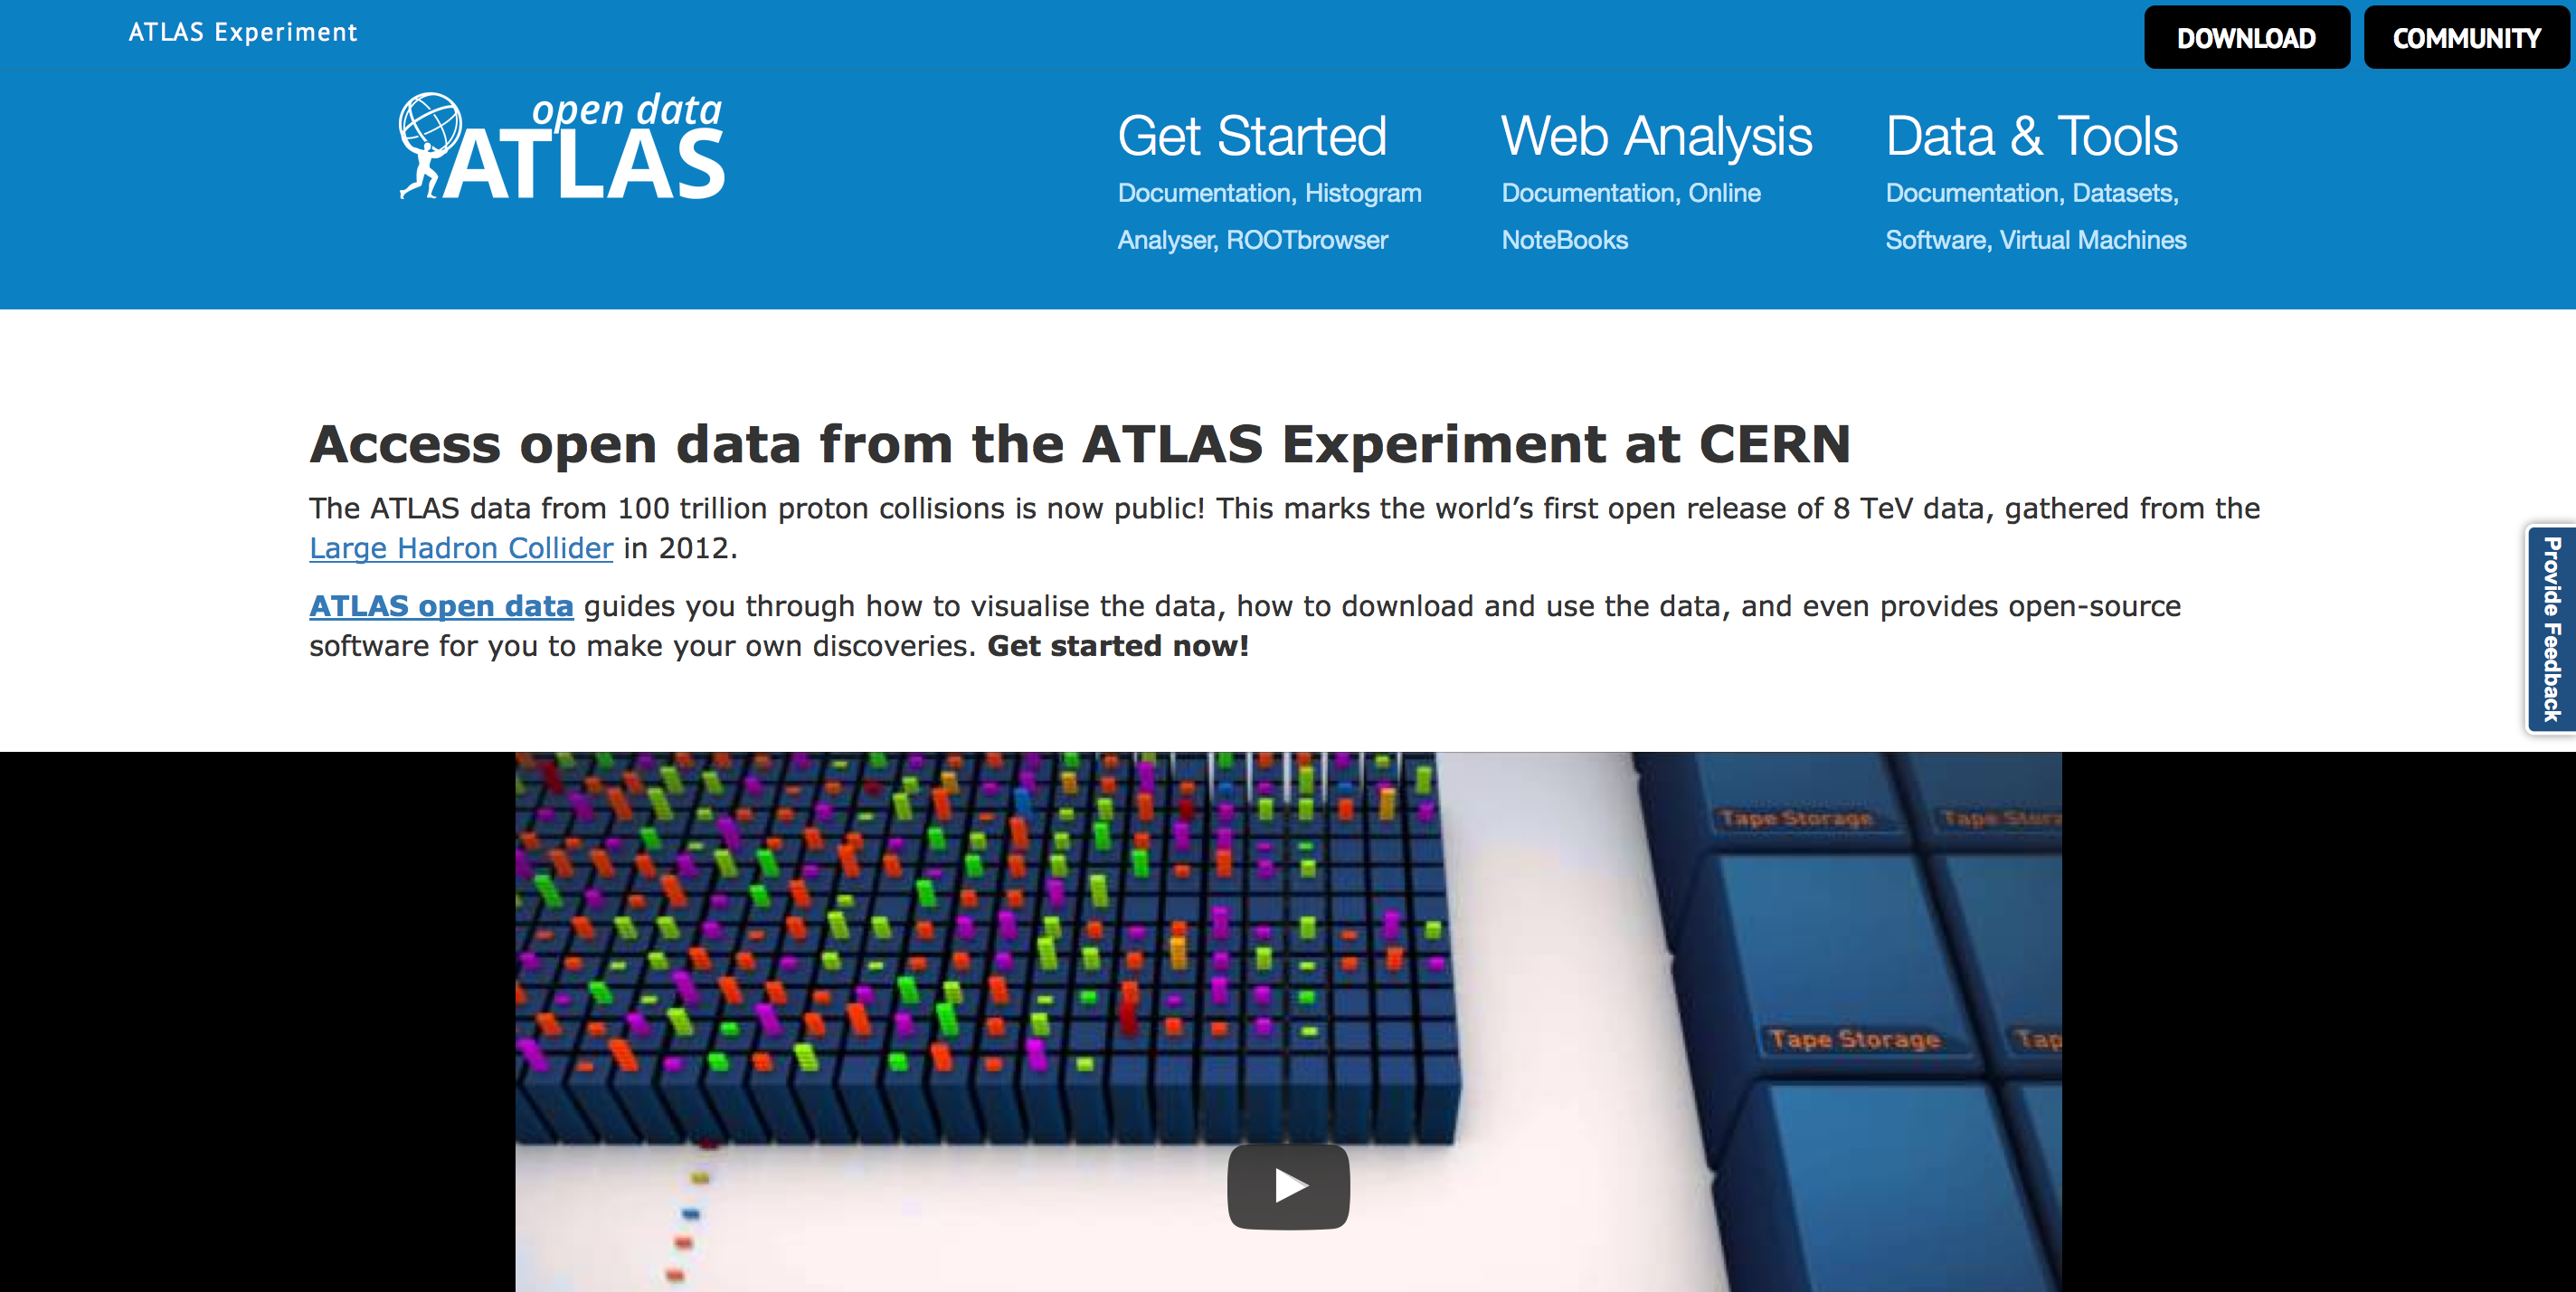 ATLAS Experiment
DOWNLOAD
COMMUNITY
open data
ATLAS
Get Started
Documentation, Histogram
Analyser, ROOTbrowser
Web Analysis
Documentation, Online
NoteBooks
Data & Tools
Documentation, Datasets,
Software, Virtual Machines
Access open data from the ATLAS Experiment at CERN
The ATLAS data from 100 trillion proton collisions is now public! This marks the world’s first open release of 8 TeV data, gathered from the
Large Hadron Collider in 2012.
ATLAS open data guides you through how to visualise the data, how to download and use the data, and even provides open-source
software for you to make your own discoveries. Get started now!
Provide Feedback
Tape Storage
Tape Stora
Tape Storage
Tap